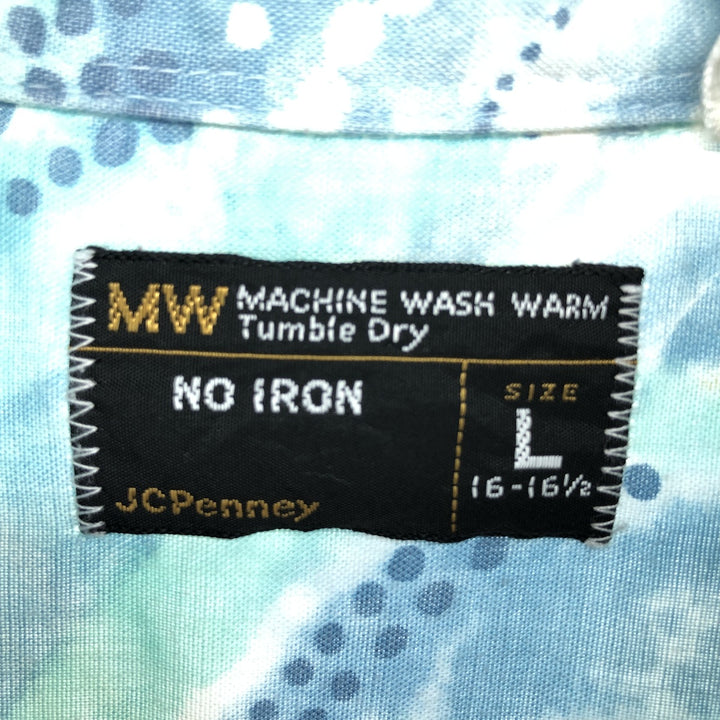 MW MACHINE WASH WARM
Tumble Dry
NO IRON
SIZE
L
16-16½
JCPenney